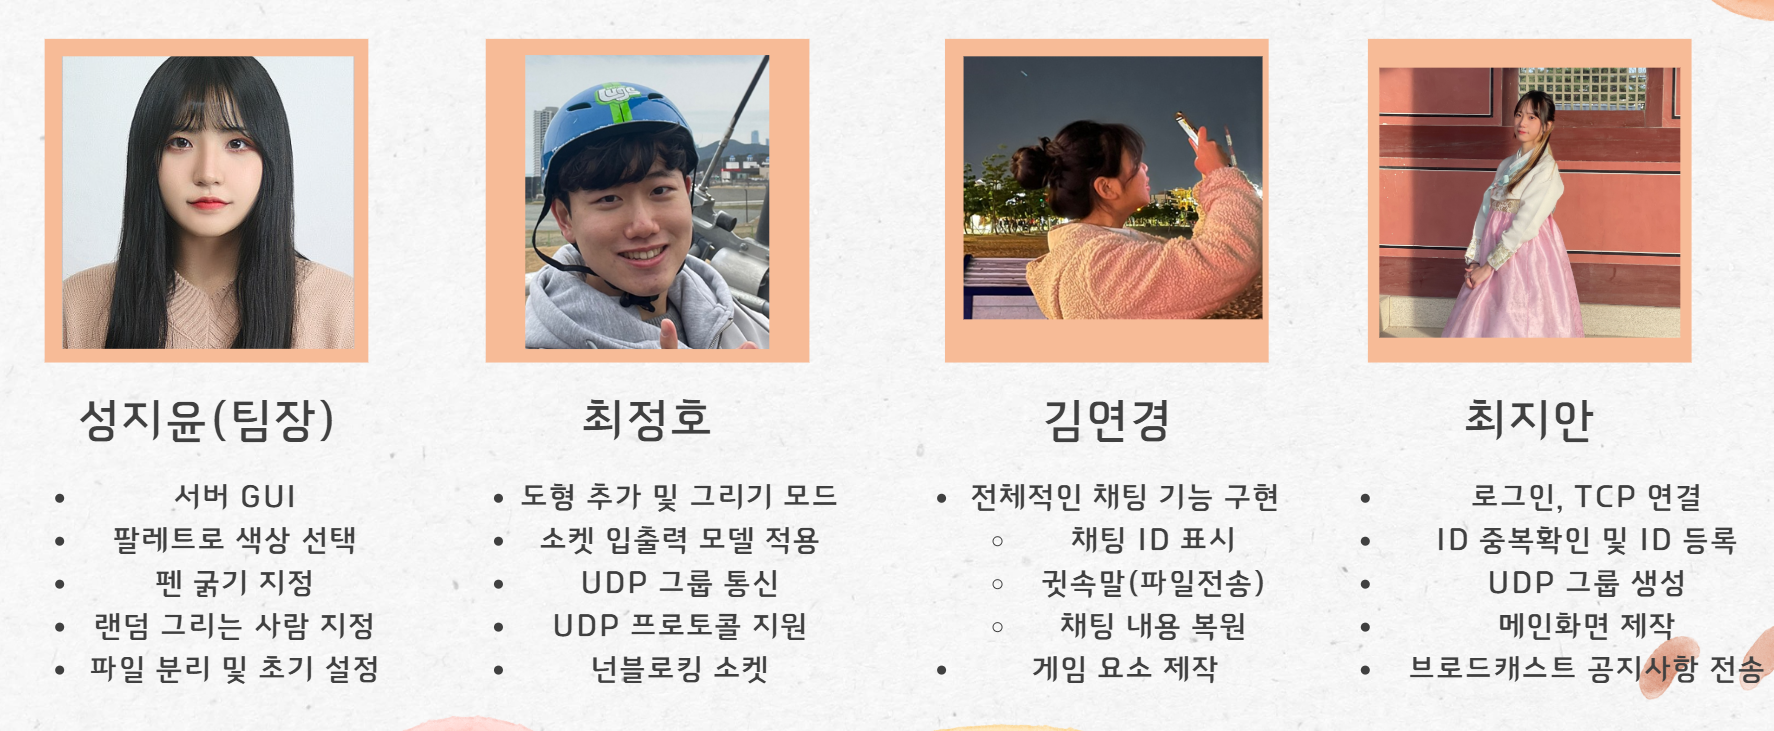 성지윤(팀장)
서버 GUI
팔레트로 색상 선택
펜 굵기 지정
랜덤 그리는 사람 지정
파일 분리 및 초기 설정
최정호
도형 추가 및 그리기 모드
소켓 입출력 모델 적용
UDP 그룹 통신
UDP 프로토콜 지원
넌블로킹 소켓
김연경
전체적인 채팅 기능 구현
채팅 ID 표시
귓속말(파일전송)
채팅 내용 복원
게임 요소 제작
최지안
로그인, TCP 연결
ID 중복확인 및 ID 등록
UDP 그룹 생성
메인화면 제작
브로드캐스트 공지사항 전송